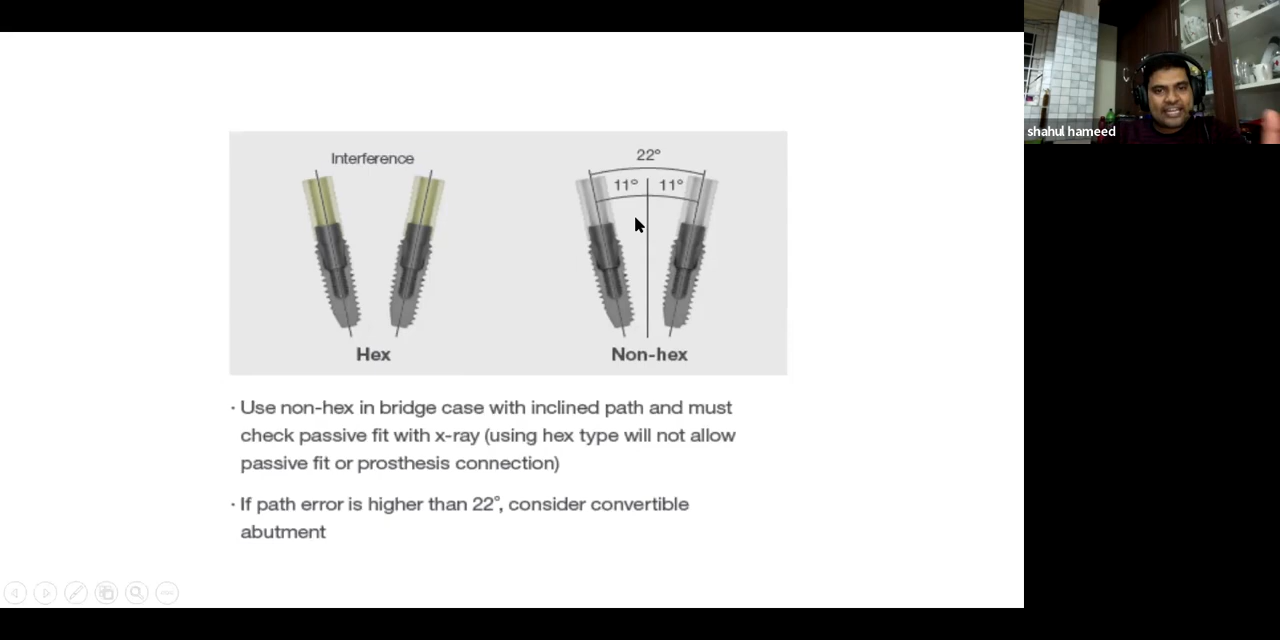 shahul hameed
Interference
22°
11° 11°
Hex
Non-hex
· Use non-hex in bridge case with inclined path and must
check passive fit with x-ray (using hex type will not allow
passive fit or prosthesis connection)
· If path error is higher than 22°, consider convertible
abutment